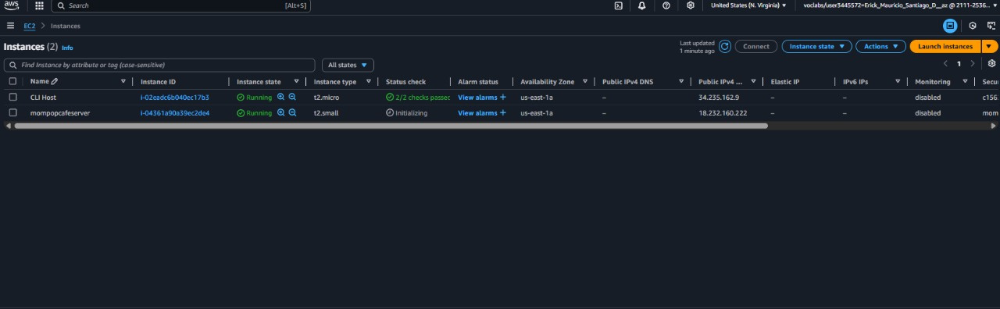 aws Search [Alt+S] United States (N. Virginia) voclabs/user3445572=Erick_Mauricio_Santiago_D__az @ 2111-2536...
EC2 > Instances
Instances (2) Info Last updated 1 minute ago Connect Instance state Actions Launch instances
Find Instance by attribute or tag (case-sensitive) All states 1
Name Instance ID Instance state Instance type Status check Alarm status Availability Zone Public IPv4 DNS Public IPv4 ... Elastic IP IPv6 IPs Monitoring Secu
CLI Host i-02eadc6b040ec17b3 Running t2.micro 2/2 checks passec View alarms + us-east-1a – 34.235.162.9 – – disabled c156
mompopcafeserver i-04361a90a39ec2de4 Running t2.small Initializing View alarms + us-east-1a – 18.232.160.222 – – disabled mom